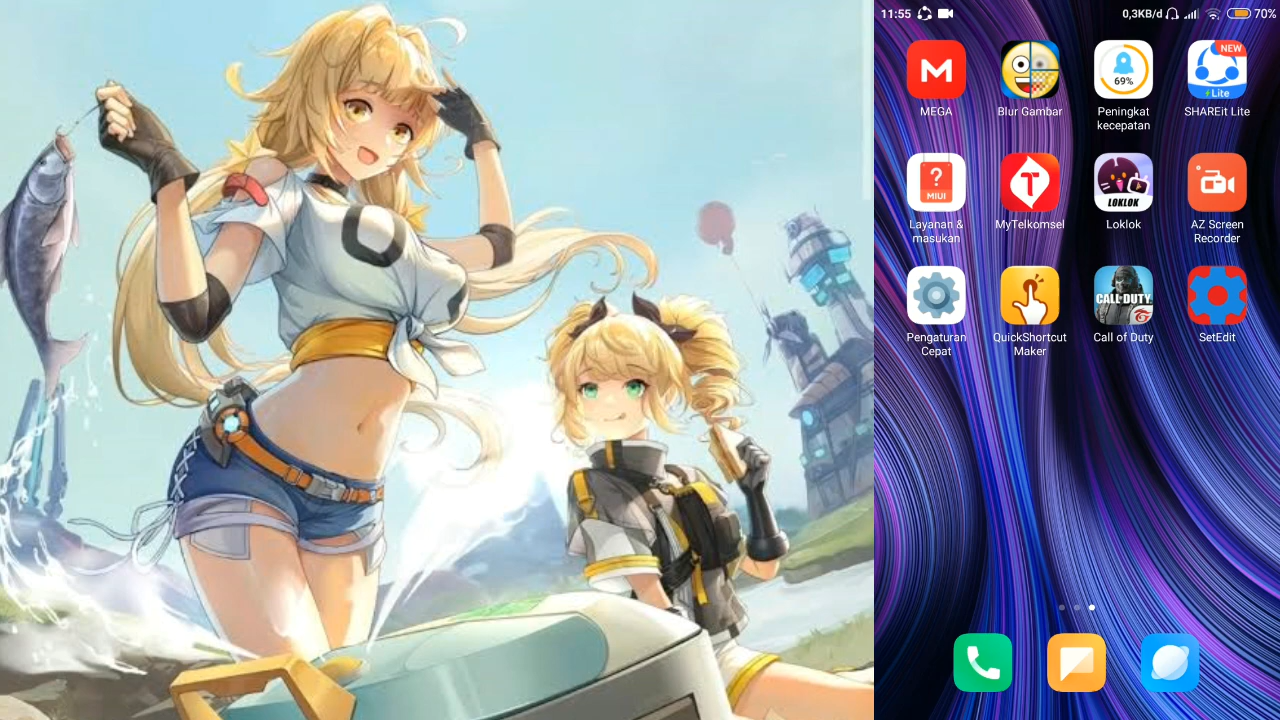 11:55
0,3KB/d
70%
MEGA
Blur Gambar
69%
Peningkat
kecepatan
NEW
Lite
SHAREit Lite
?
MIUI
Layanan &
masukan
T
MyTelkomsel
LOKLOK
Loklok
AZ Screen
Recorder
Pengaturan
Cepat
QuickShortcut
Maker
CALL DUTY
Call of Duty
SetEdit